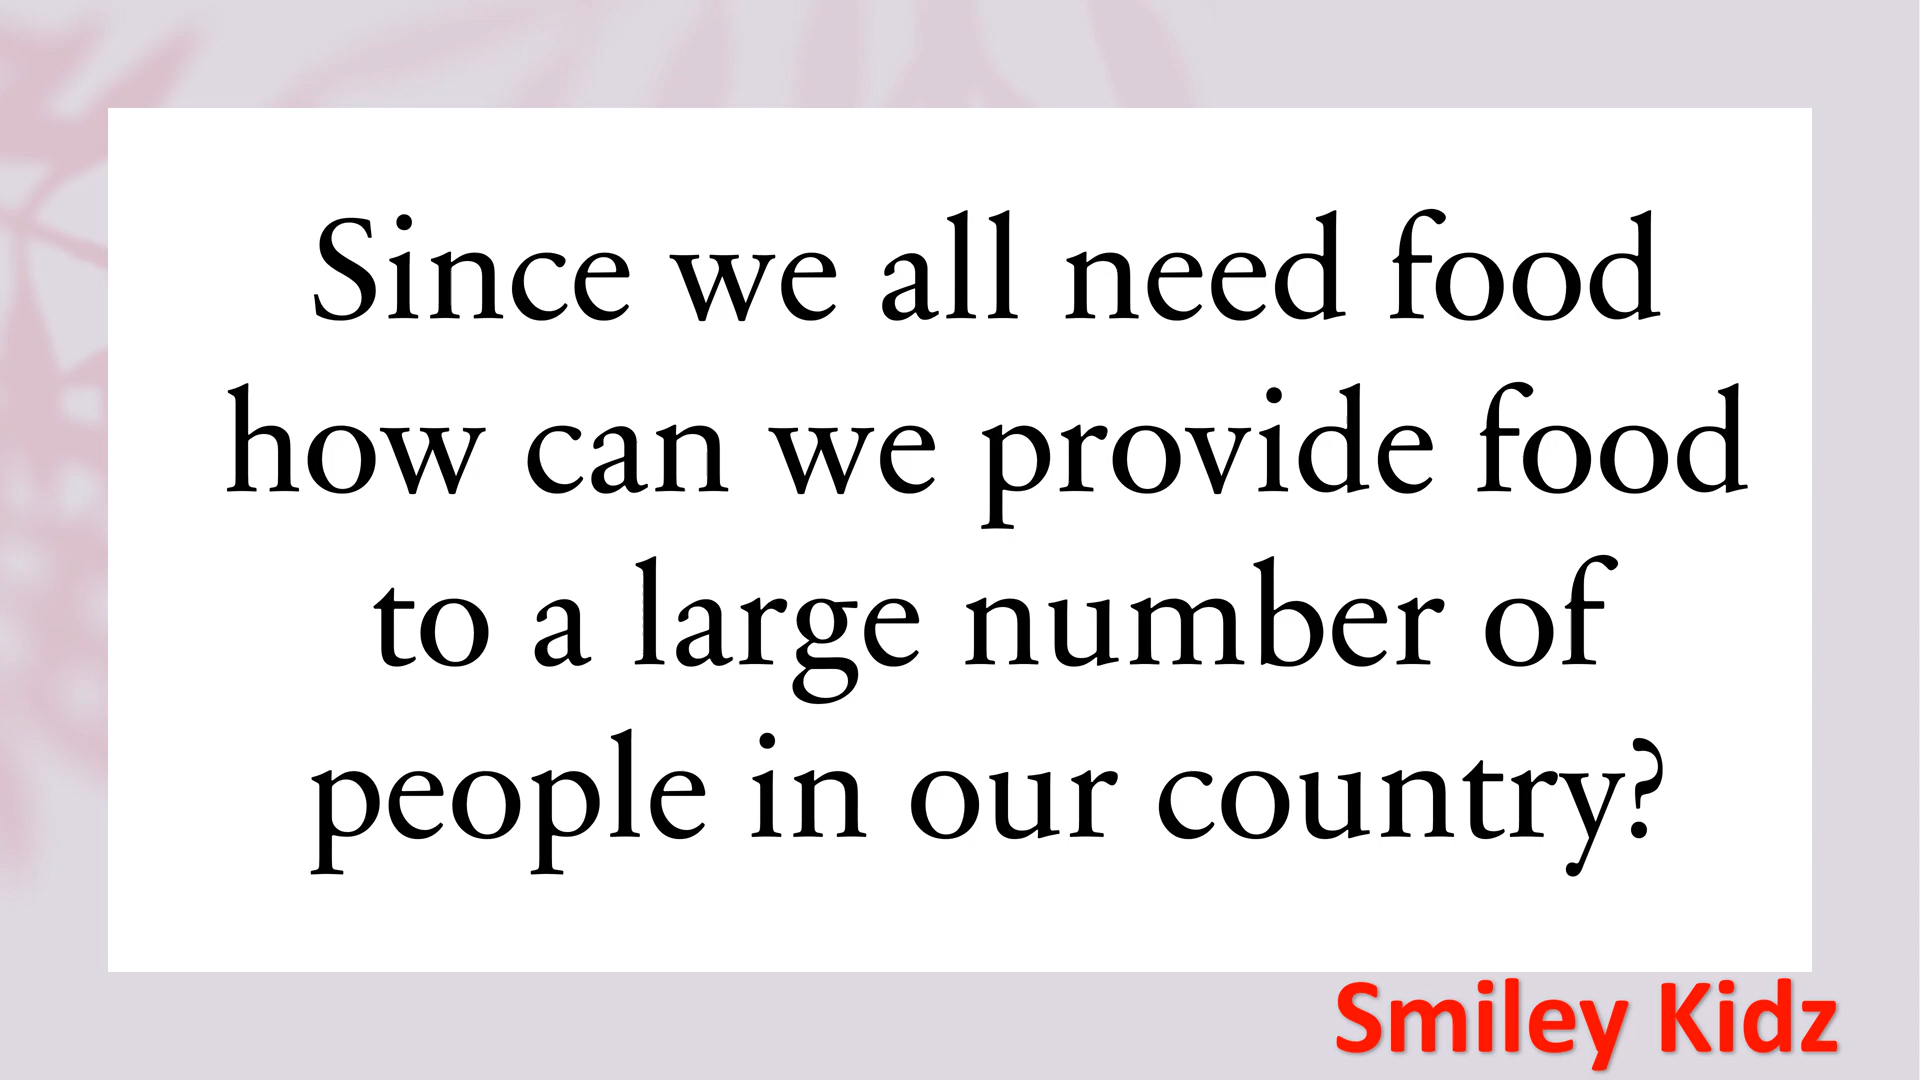 Since we all need food
how can we provide food
to a large number of
people in our country?
Smiley Kidz